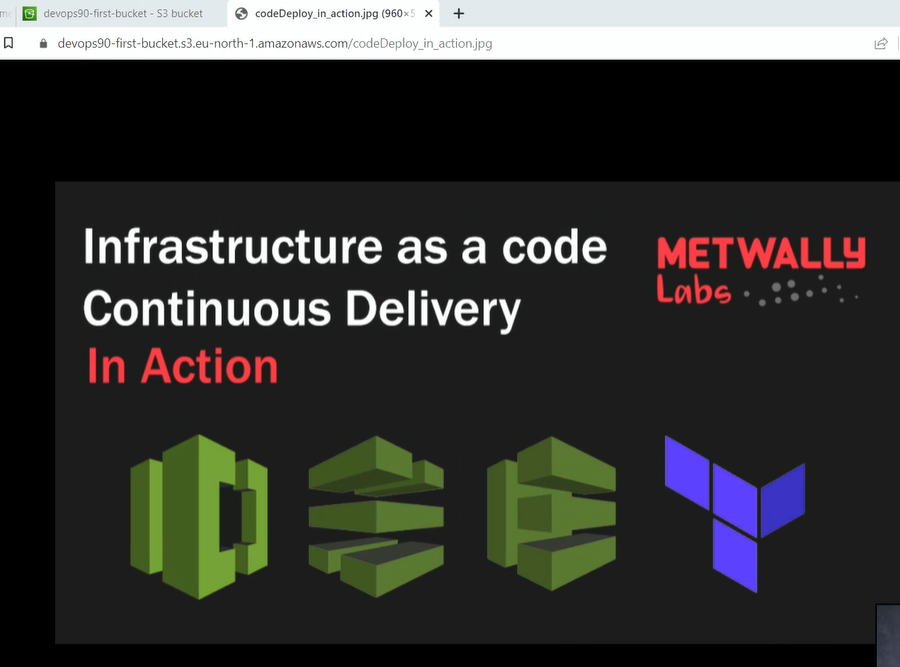 devops90-first-bucket - S3 bucket
codeDeploy_in_action.jpg (960×5
devops90-first-bucket.s3.eu-north-1.amazonaws.com/codeDeploy_in_action.jpg
Infrastructure as a code
Continuous Delivery
In Action
METWALLY
Labs